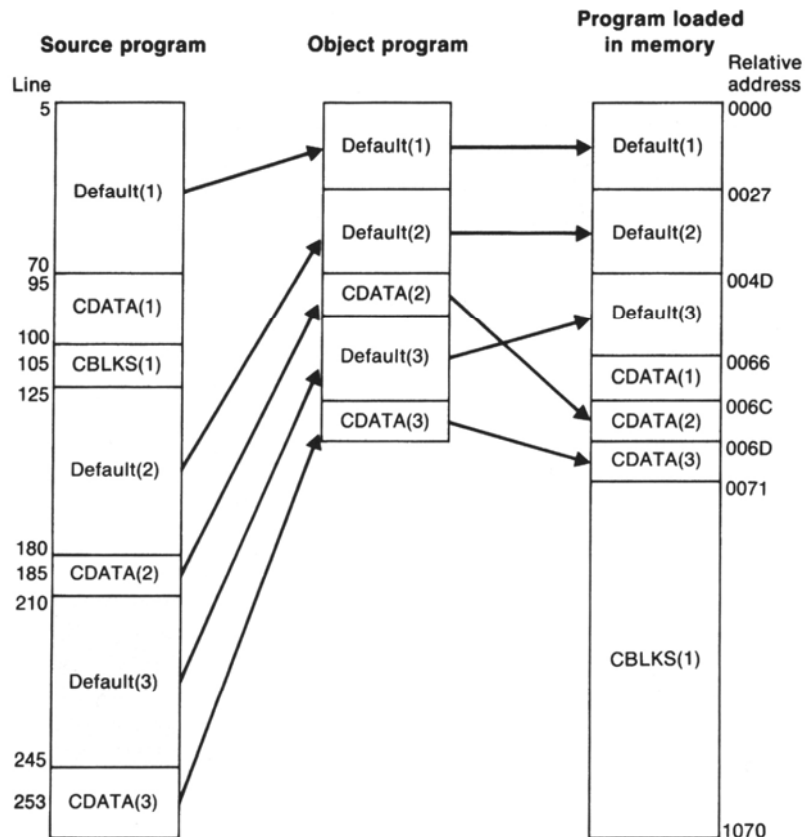 Source program
Object program
Program loaded
in memory
Line
Relative
address
5
Default(1)
70
95
CDATA(1)
100
105
CBLKS(1)
125
Default(2)
180
185
CDATA(2)
210
Default(3)
245
253
CDATA(3)
Default(1)
Default(2)
CDATA(2)
Default(3)
CDATA(3)
0000
Default(1)
0027
Default(2)
004D
Default(3)
0066
CDATA(1)
006C
CDATA(2)
006D
CDATA(3)
0071
CBLKS(1)
1070